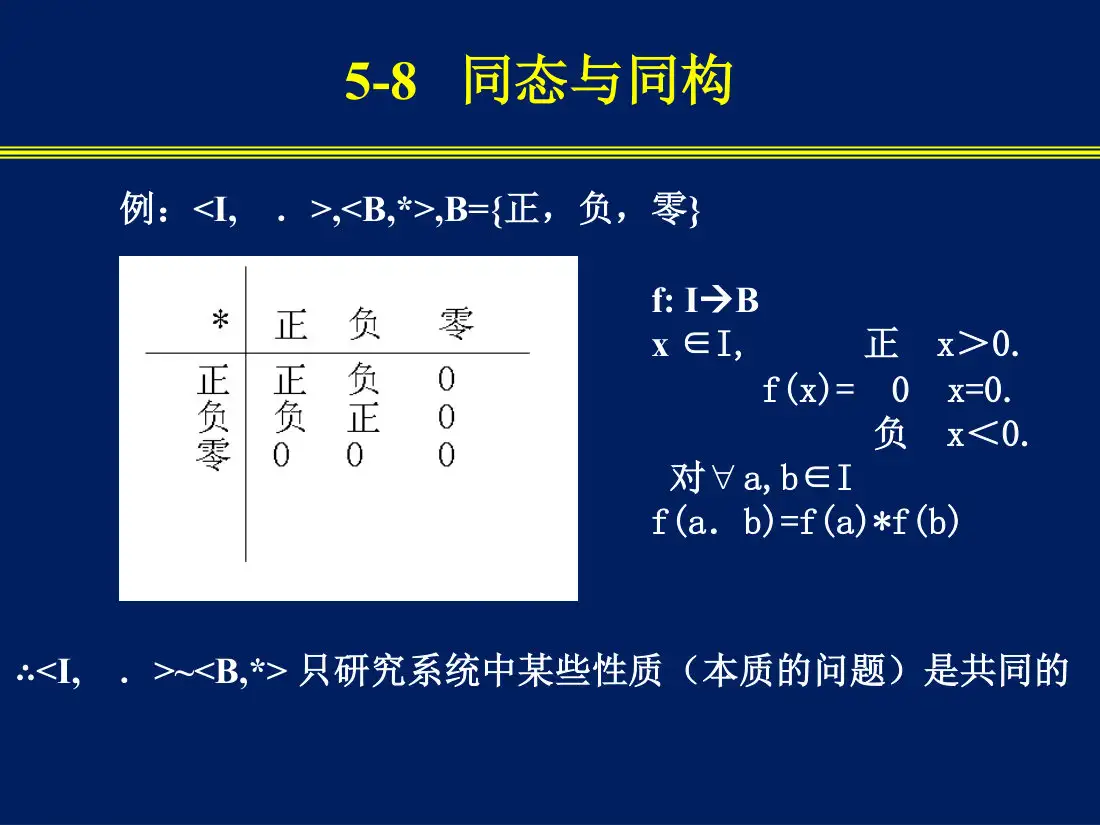 5-8 同态与同构
例：<I, ．>,<B,*>,B={正，负，零}
* 正 负 零
正 正 负 0
负 负 正 0
零 0 0 0
f: I→B
x ∈I, 正 x＞0.
f(x)= 0 x=0.
负 x＜0.
对∀a,b∈I
f(a．b)=f(a)*f(b)
∴<I, ．>~<B,*> 只研究系统中某些性质（本质的问题）是共同的